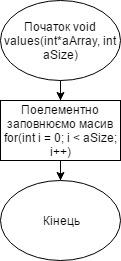 Початок void
values(int*aArray, int
aSize)
Поелементно
заповнюємо масив
for(int i = 0; i < aSize;
i++)
Кінець